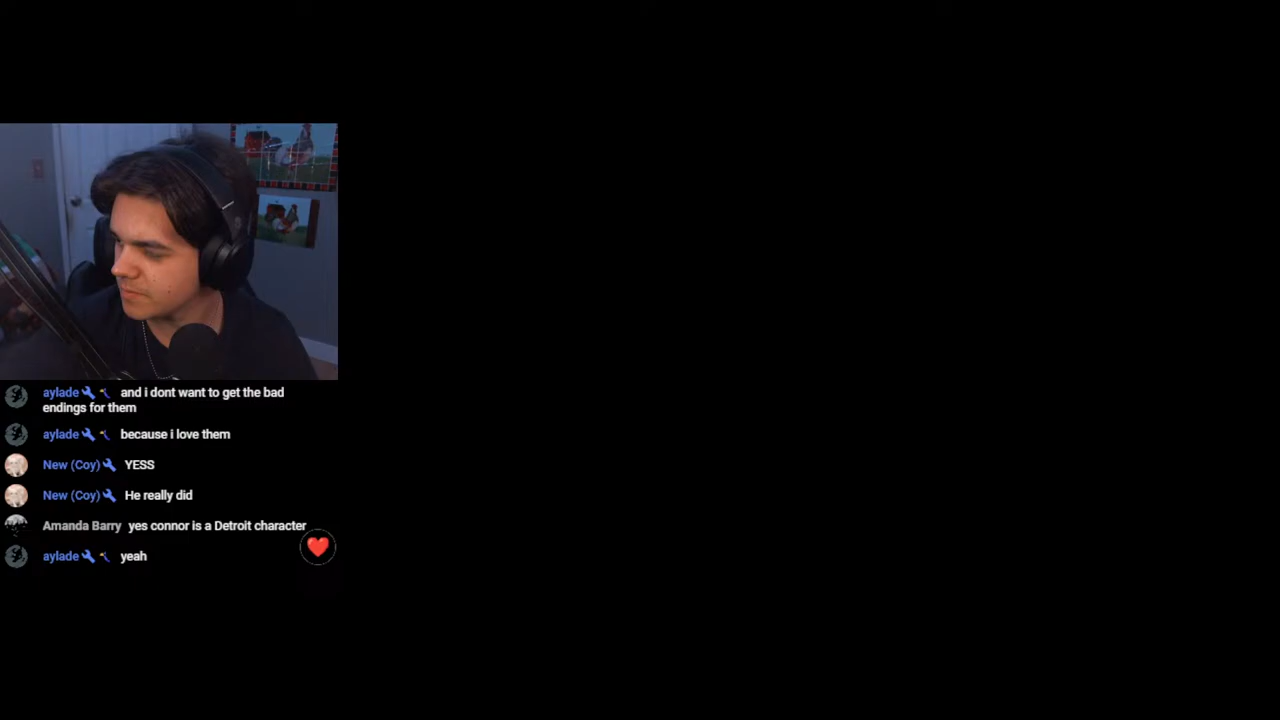 aylade and i dont want to get the bad
endings for them
aylade because i love them
New (Coy) YESS
New (Coy) He really did
Amanda Barry yes connor is a Detroit character
aylade yeah